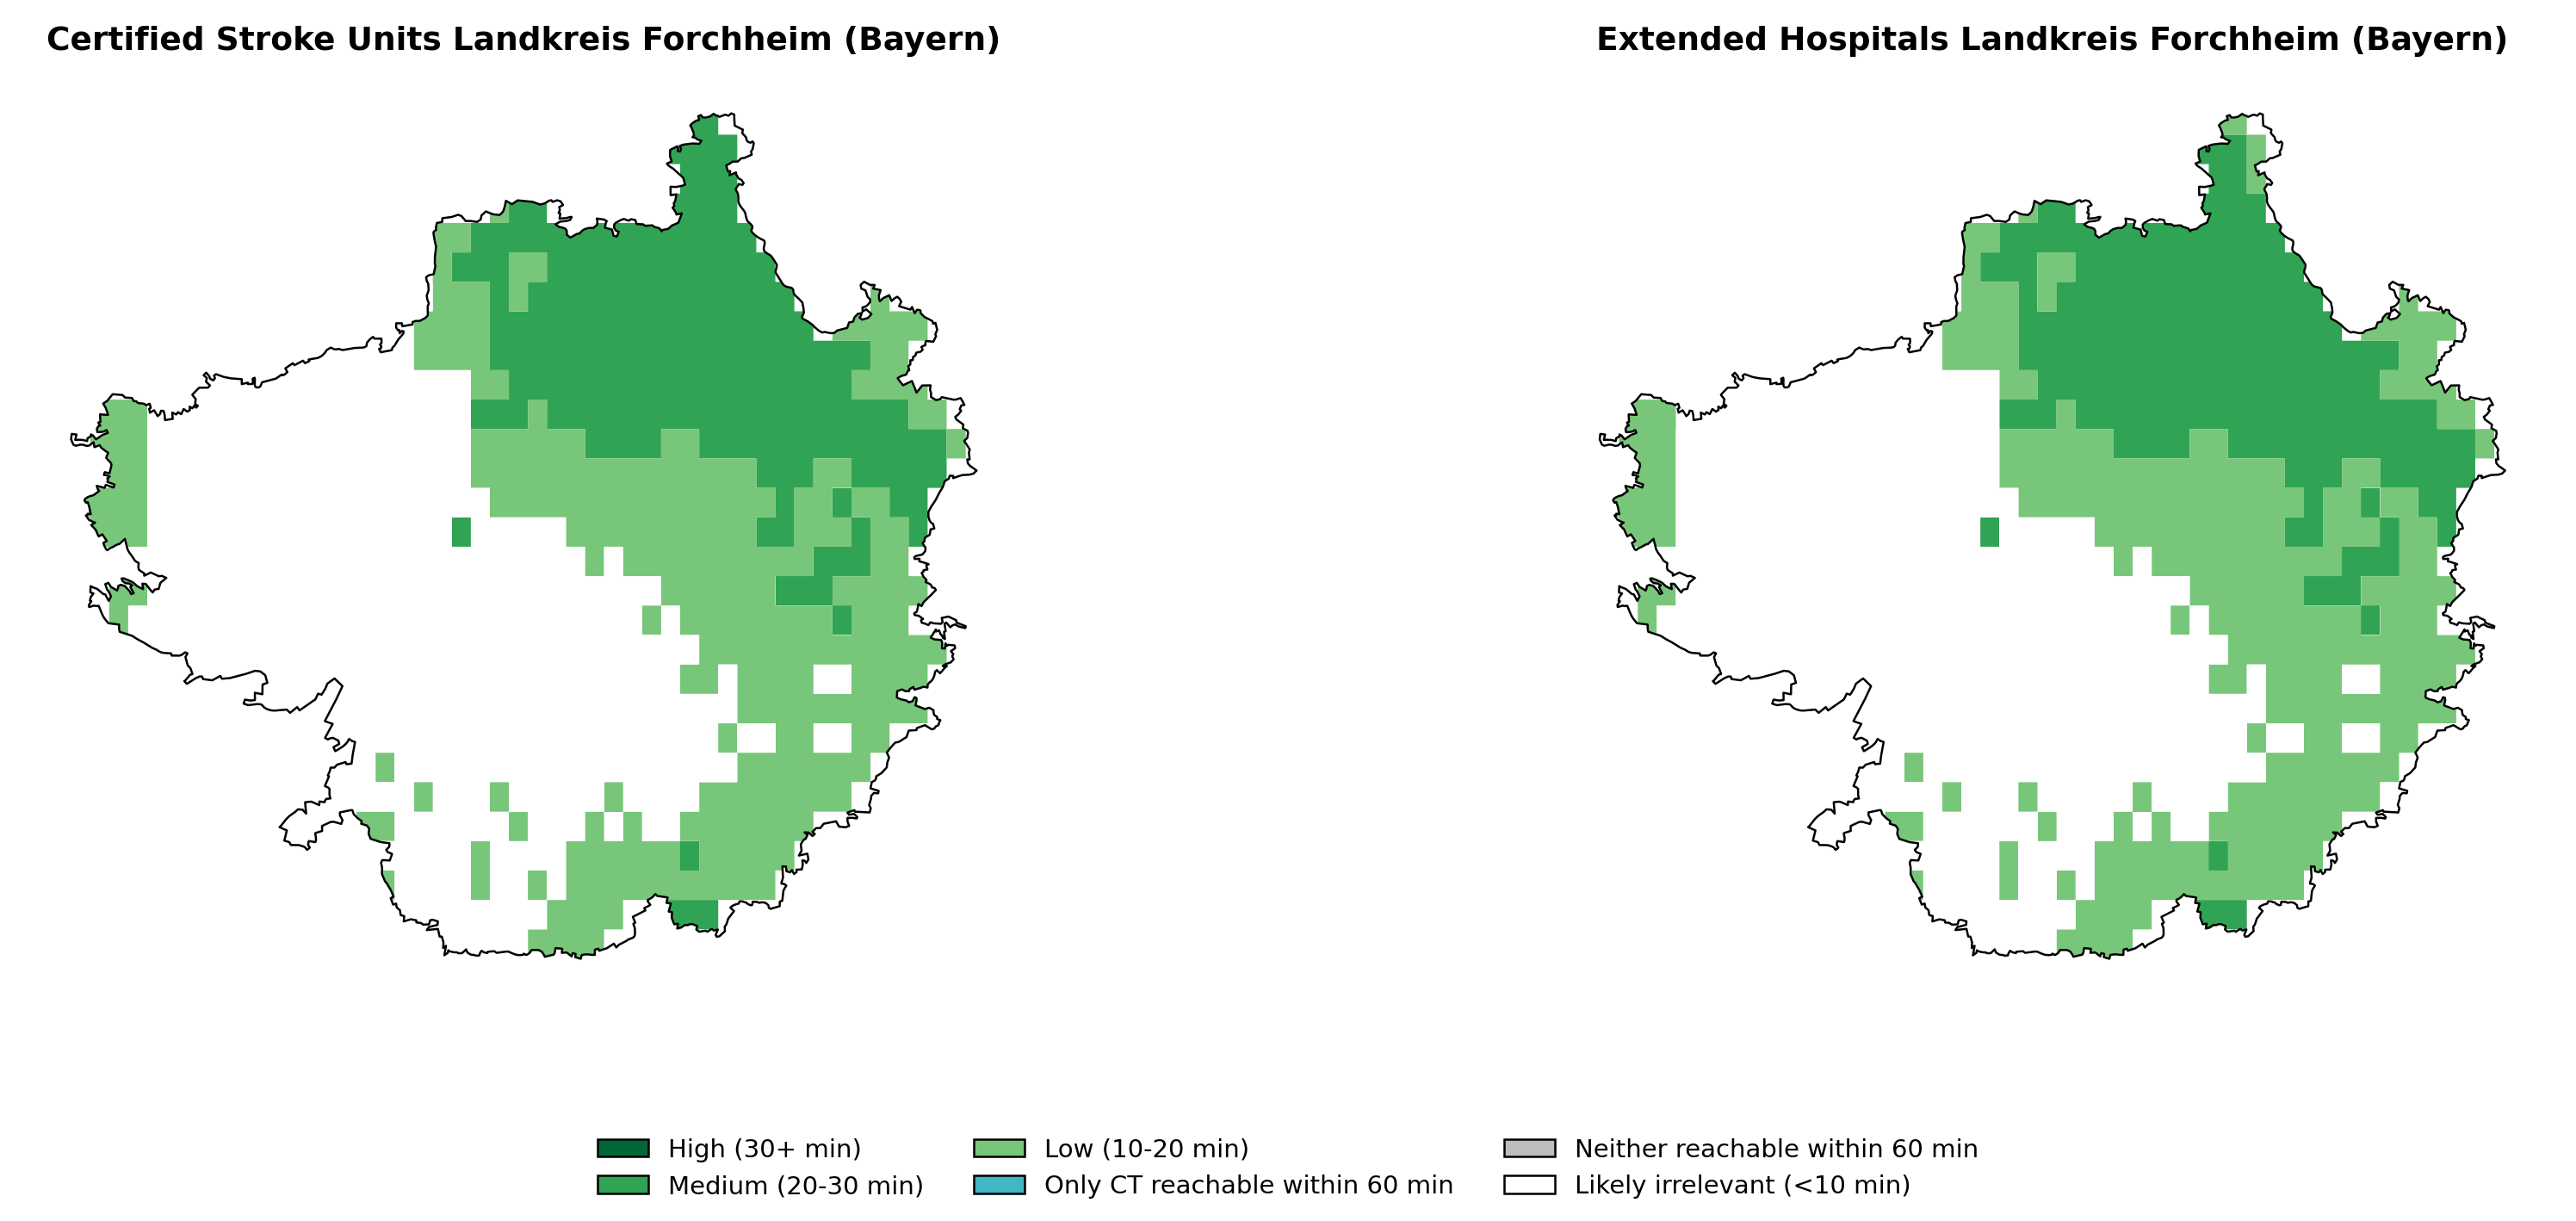 Certified Stroke Units Landkreis Forchheim (Bayern)
Extended Hospitals Landkreis Forchheim (Bayern)
High (30+ min)
Medium (20-30 min)
Low (10-20 min)
Only CT reachable within 60 min
Neither reachable within 60 min
Likely irrelevant (<10 min)